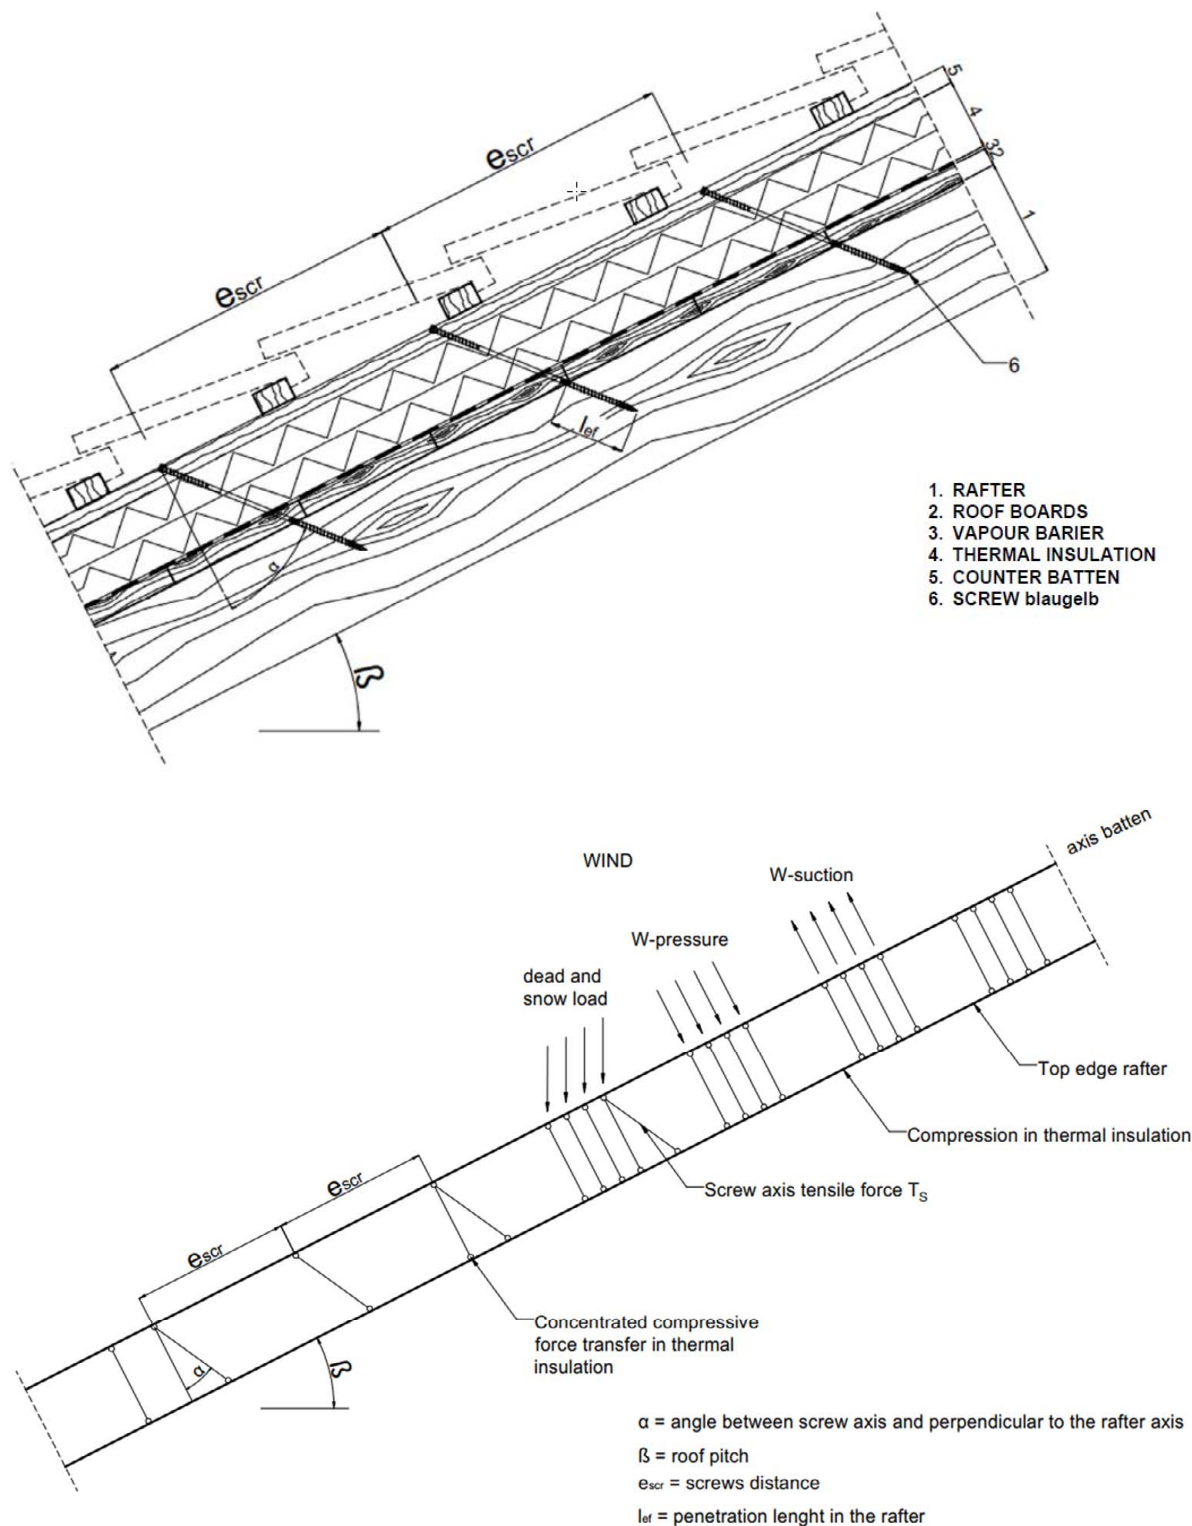 escr
escr
5
4
32
1
6
lef
α
ß
1. RAFTER
2. ROOF BOARDS
3. VAPOUR BARIER
4. THERMAL INSULATION
5. COUNTER BATTEN
6. SCREW blaugelb
axis batten
WIND
W-suction
W-pressure
dead and
snow load
Top edge rafter
Compression in thermal insulation
Screw axis tensile force TS
escr
escr
Concentrated compressive
force transfer in thermal
insulation
α
ß
α = angle between screw axis and perpendicular to the rafter axis
ß = roof pitch
escr = screws distance
lef = penetration lenght in the rafter